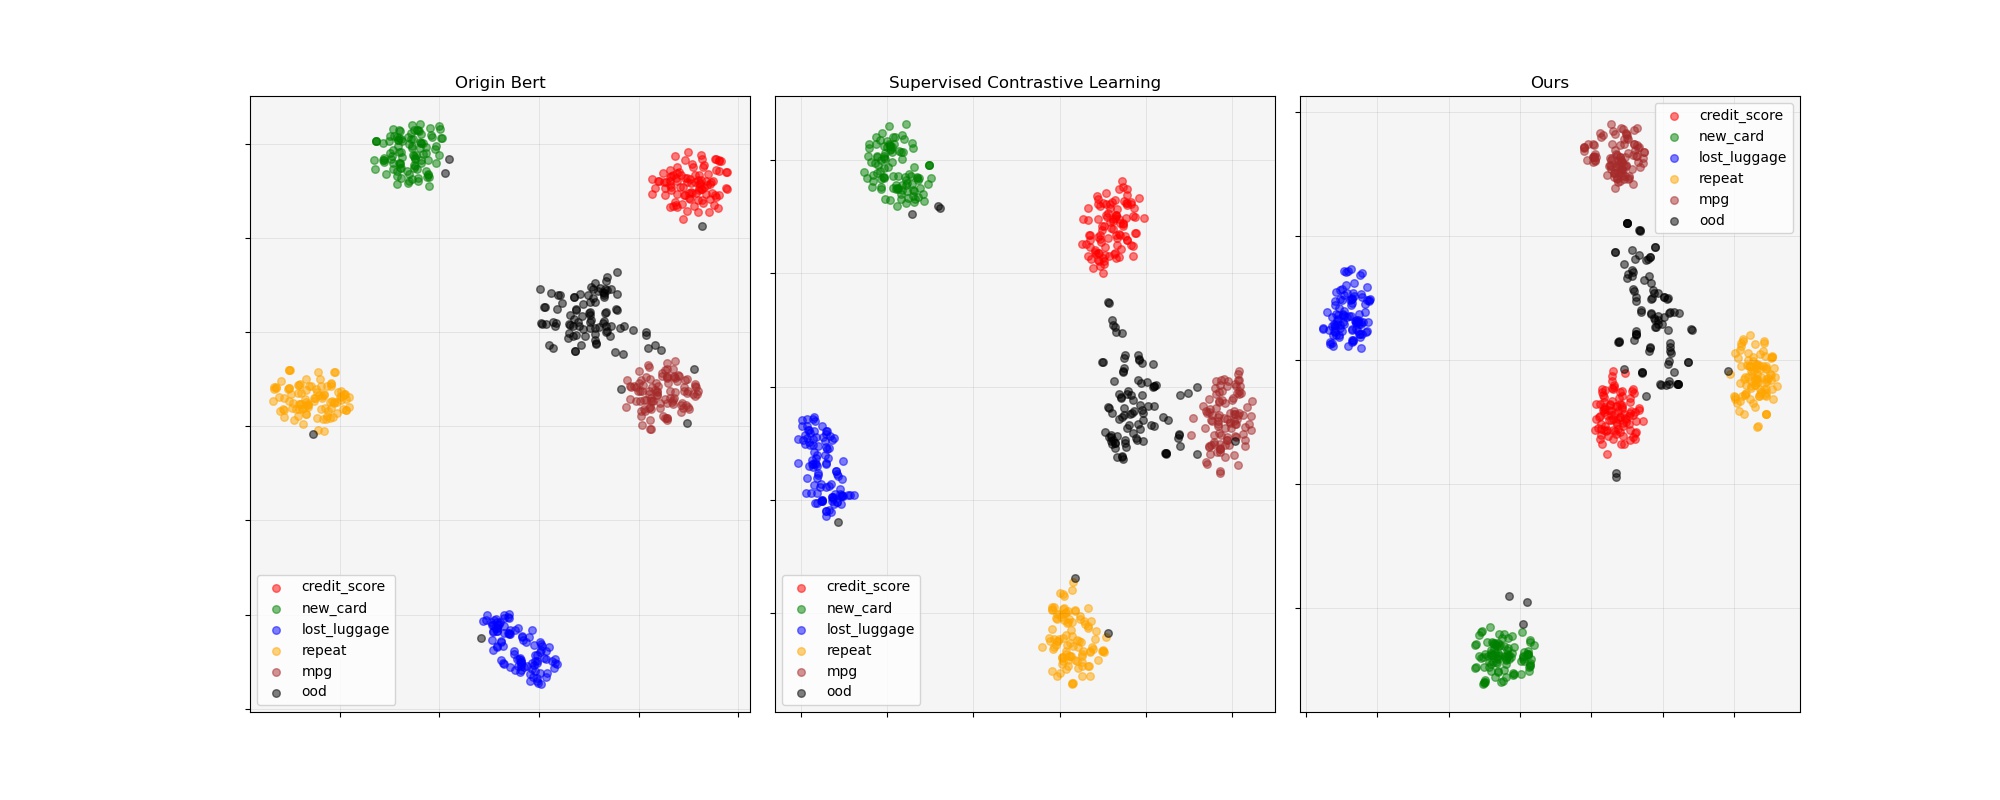 Origin Bert
credit_score
new_card
lost_luggage
repeat
mpg
ood
Supervised Contrastive Learning
credit_score
new_card
lost_luggage
repeat
mpg
ood
Ours
credit_score
new_card
lost_luggage
repeat
mpg
ood